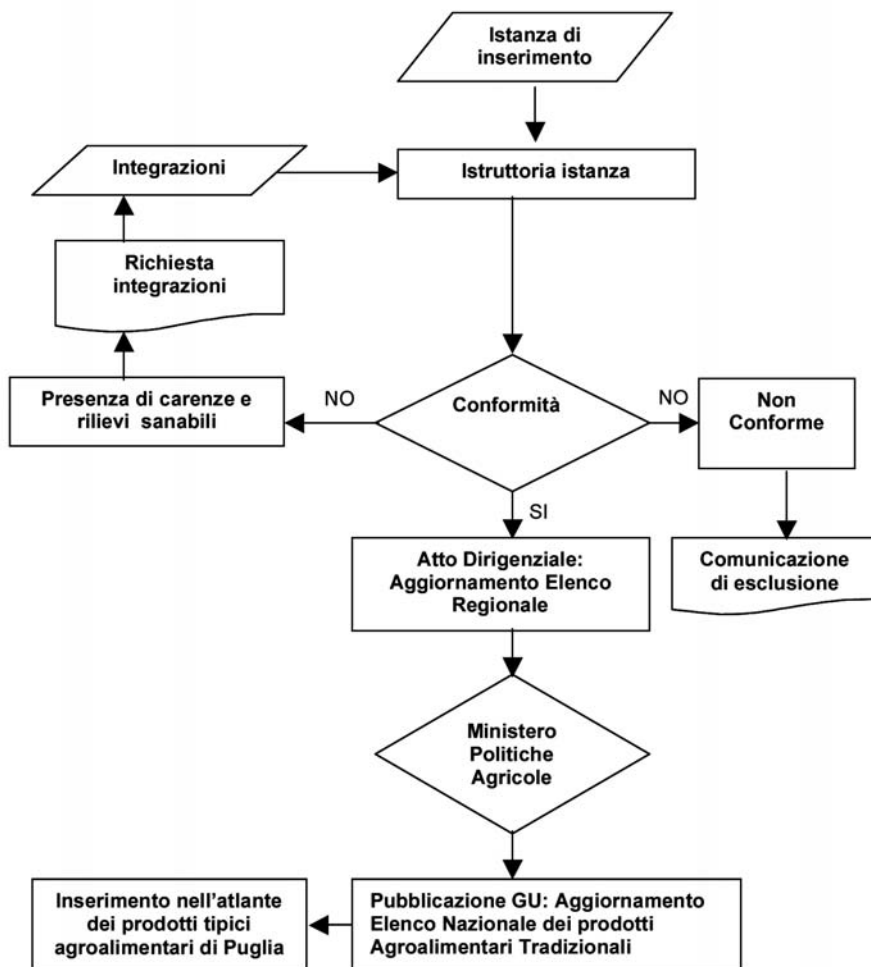 Istanza di
inserimento
Integrazioni
Istruttoria istanza
Richiesta
integrazioni
Presenza di carenze e
rilievi sanabili
NO
Conformità
NO
Non
Conforme
SI
Atto Dirigenziale:
Aggiornamento Elenco
Regionale
Comunicazione
di esclusione
Ministero
Politiche
Agricole
Inserimento nell'atlante
dei prodotti tipici
agroalimentari di Puglia
Pubblicazione GU: Aggiornamento
Elenco Nazionale dei prodotti
Agroalimentari Tradizionali